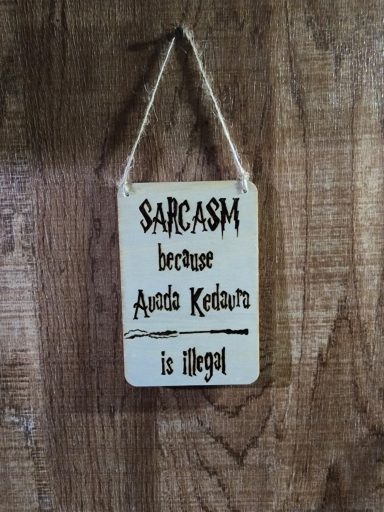 SARCASM
because
Avada Kedavra
is illegal